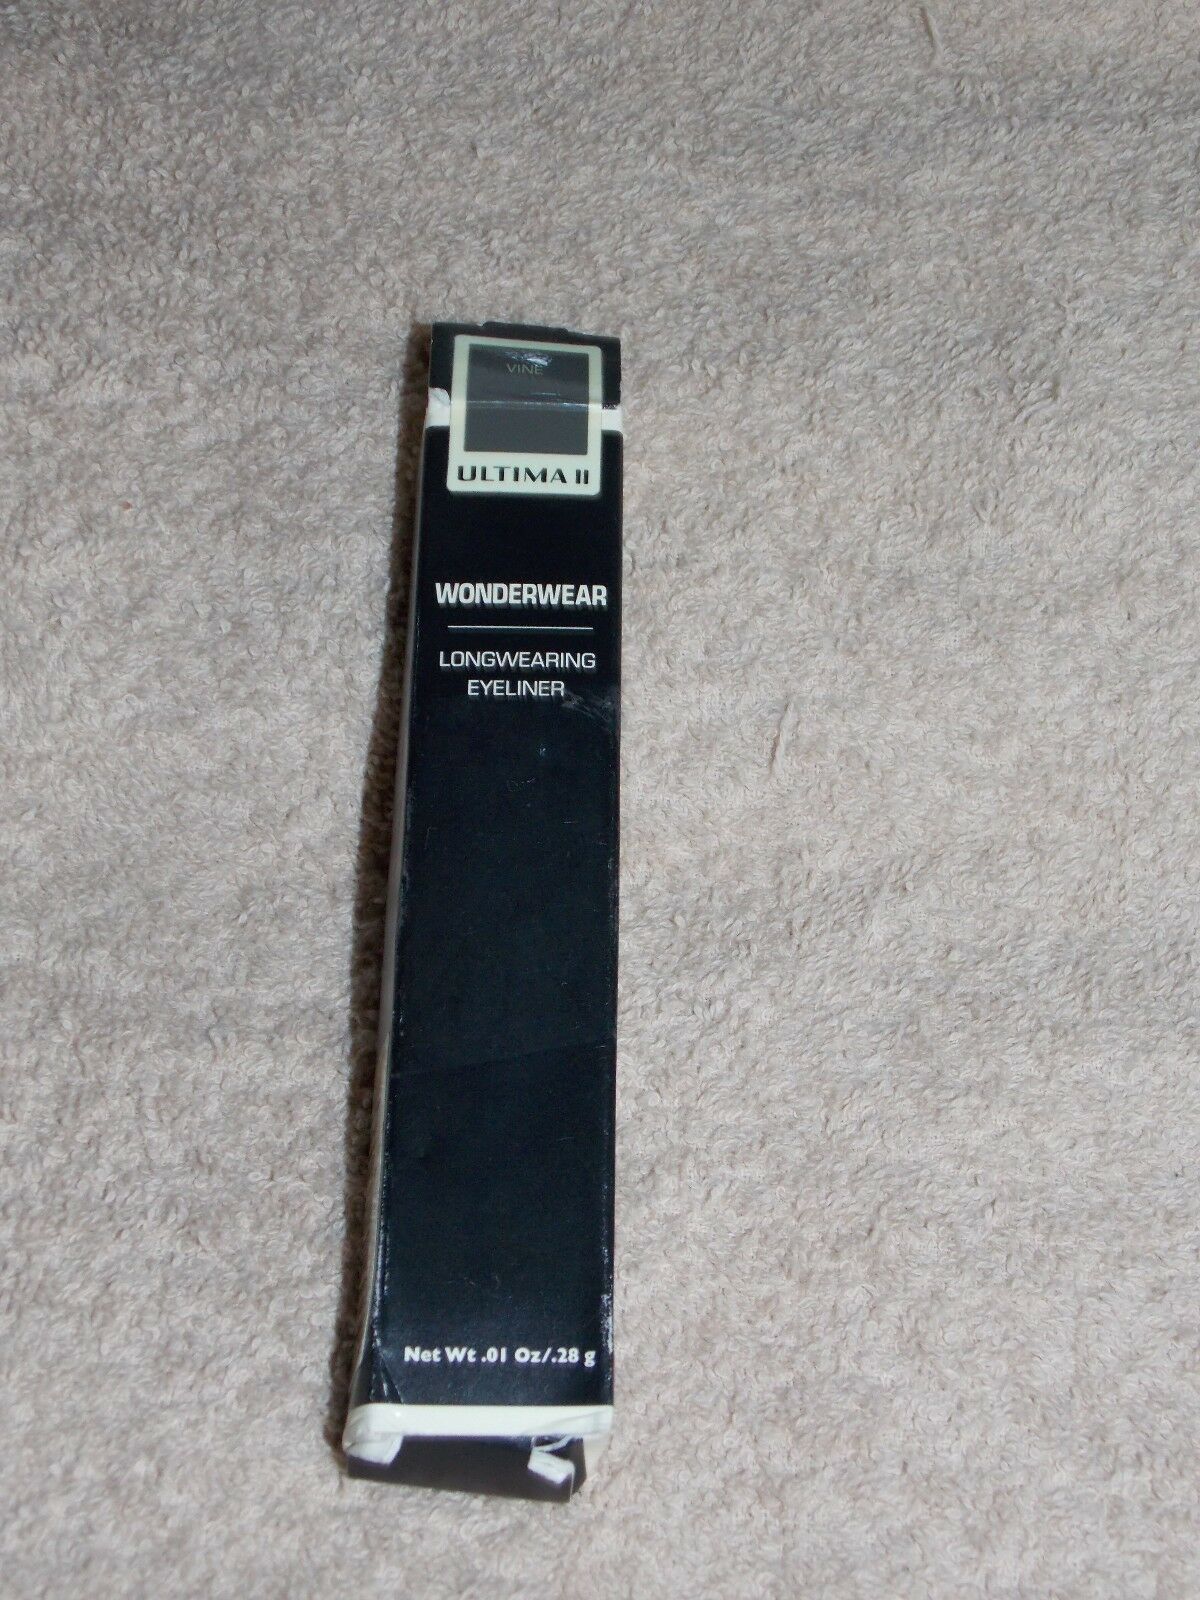 VINE
ULTIMA II
WONDERWEAR
LONGWEARING
EYELINER
Net Wt .01 Oz/.28 g